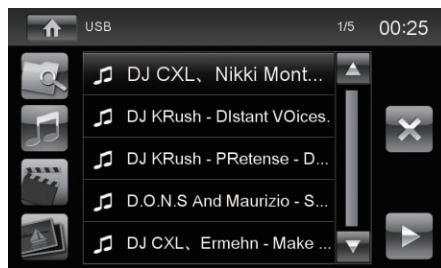 USB 1/5 00:25
DJ CXL、Nikki Mont...
DJ KRush - DIstant VOices.
DJ KRush - PRetense - D...
D.O.N.S And Maurizio - S...
DJ CXL、Ermehn - Make ...